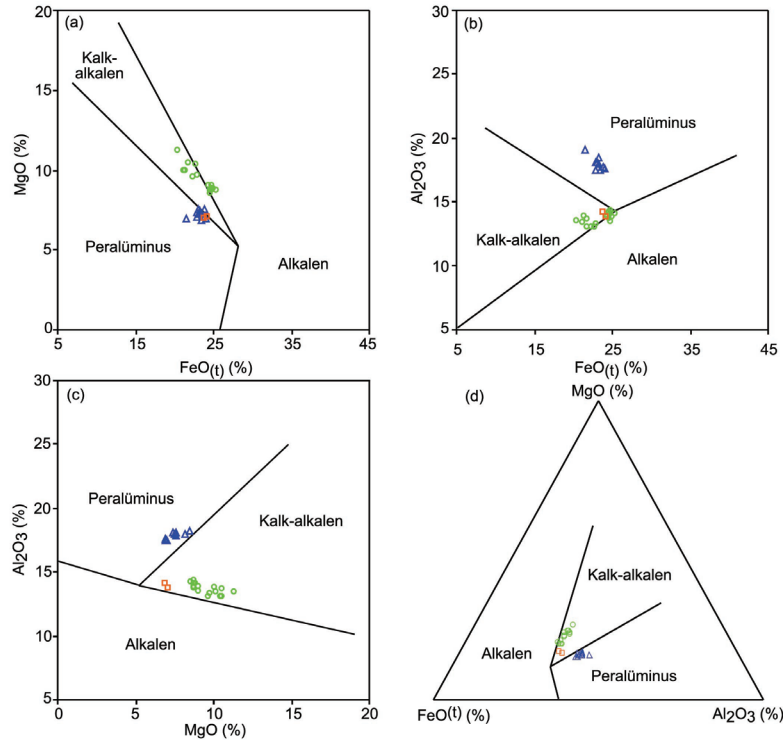 (a)
20
15
10
5
0
MgO (%)
Kalk-
alkalen
Peralüminus
Alkalen
5
15
25
35
45
FeO(t) (%)
(b)
30
25
20
15
10
5
Al2O3 (%)
Peralüminus
Kalk-alkalen
Alkalen
5
15
25
35
45
FeO(t) (%)
(c)
30
25
20
15
10
5
Al2O3 (%)
Peralüminus
Kalk-alkalen
Alkalen
0
5
10
15
20
MgO (%)
(d)
MgO (%)
Kalk-alkalen
Alkalen
Peralüminus
FeO(t) (%)
Al2O3 (%)